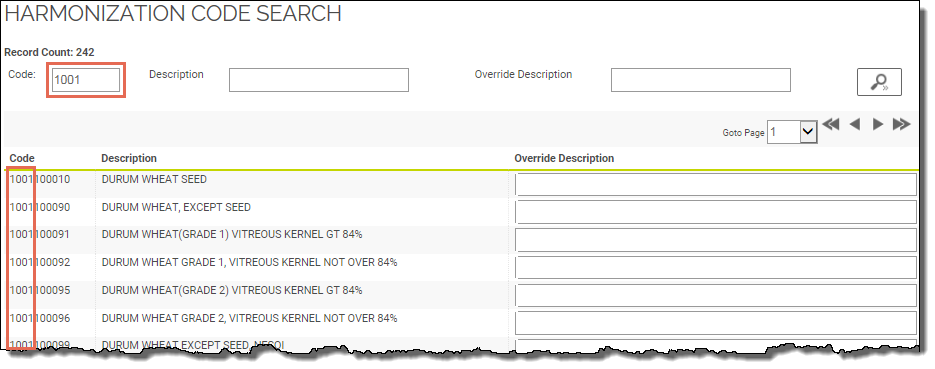 HARMONIZATION CODE SEARCH
Record Count: 242
Code: 1001 Description Override Description
Goto Page 1
Code Description Override Description
1001100010 DURUM WHEAT SEED
1001100090 DURUM WHEAT, EXCEPT SEED
1001100091 DURUM WHEAT(GRADE 1) VITREOUS KERNEL GT 84%
1001100092 DURUM WHEAT GRADE 1, VITREOUS KERNEL NOT OVER 84%
1001100095 DURUM WHEAT(GRADE 2) VITREOUS KERNEL GT 84%
1001100096 DURUM WHEAT GRADE 2, VITREOUS KERNEL NOT OVER 84%
1001100099 DURUM WHEAT EXCEPT SEED, NESOI